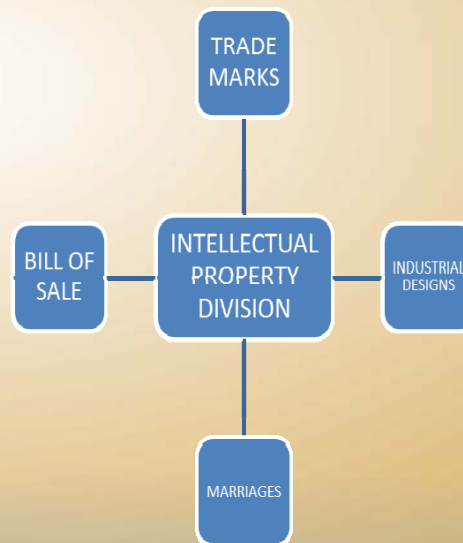 TRADE
MARKS
BILL OF
SALE
INTELLECTUAL
PROPERTY
DIVISION
INDUSTRIAL
DESIGNS
MARRIAGES